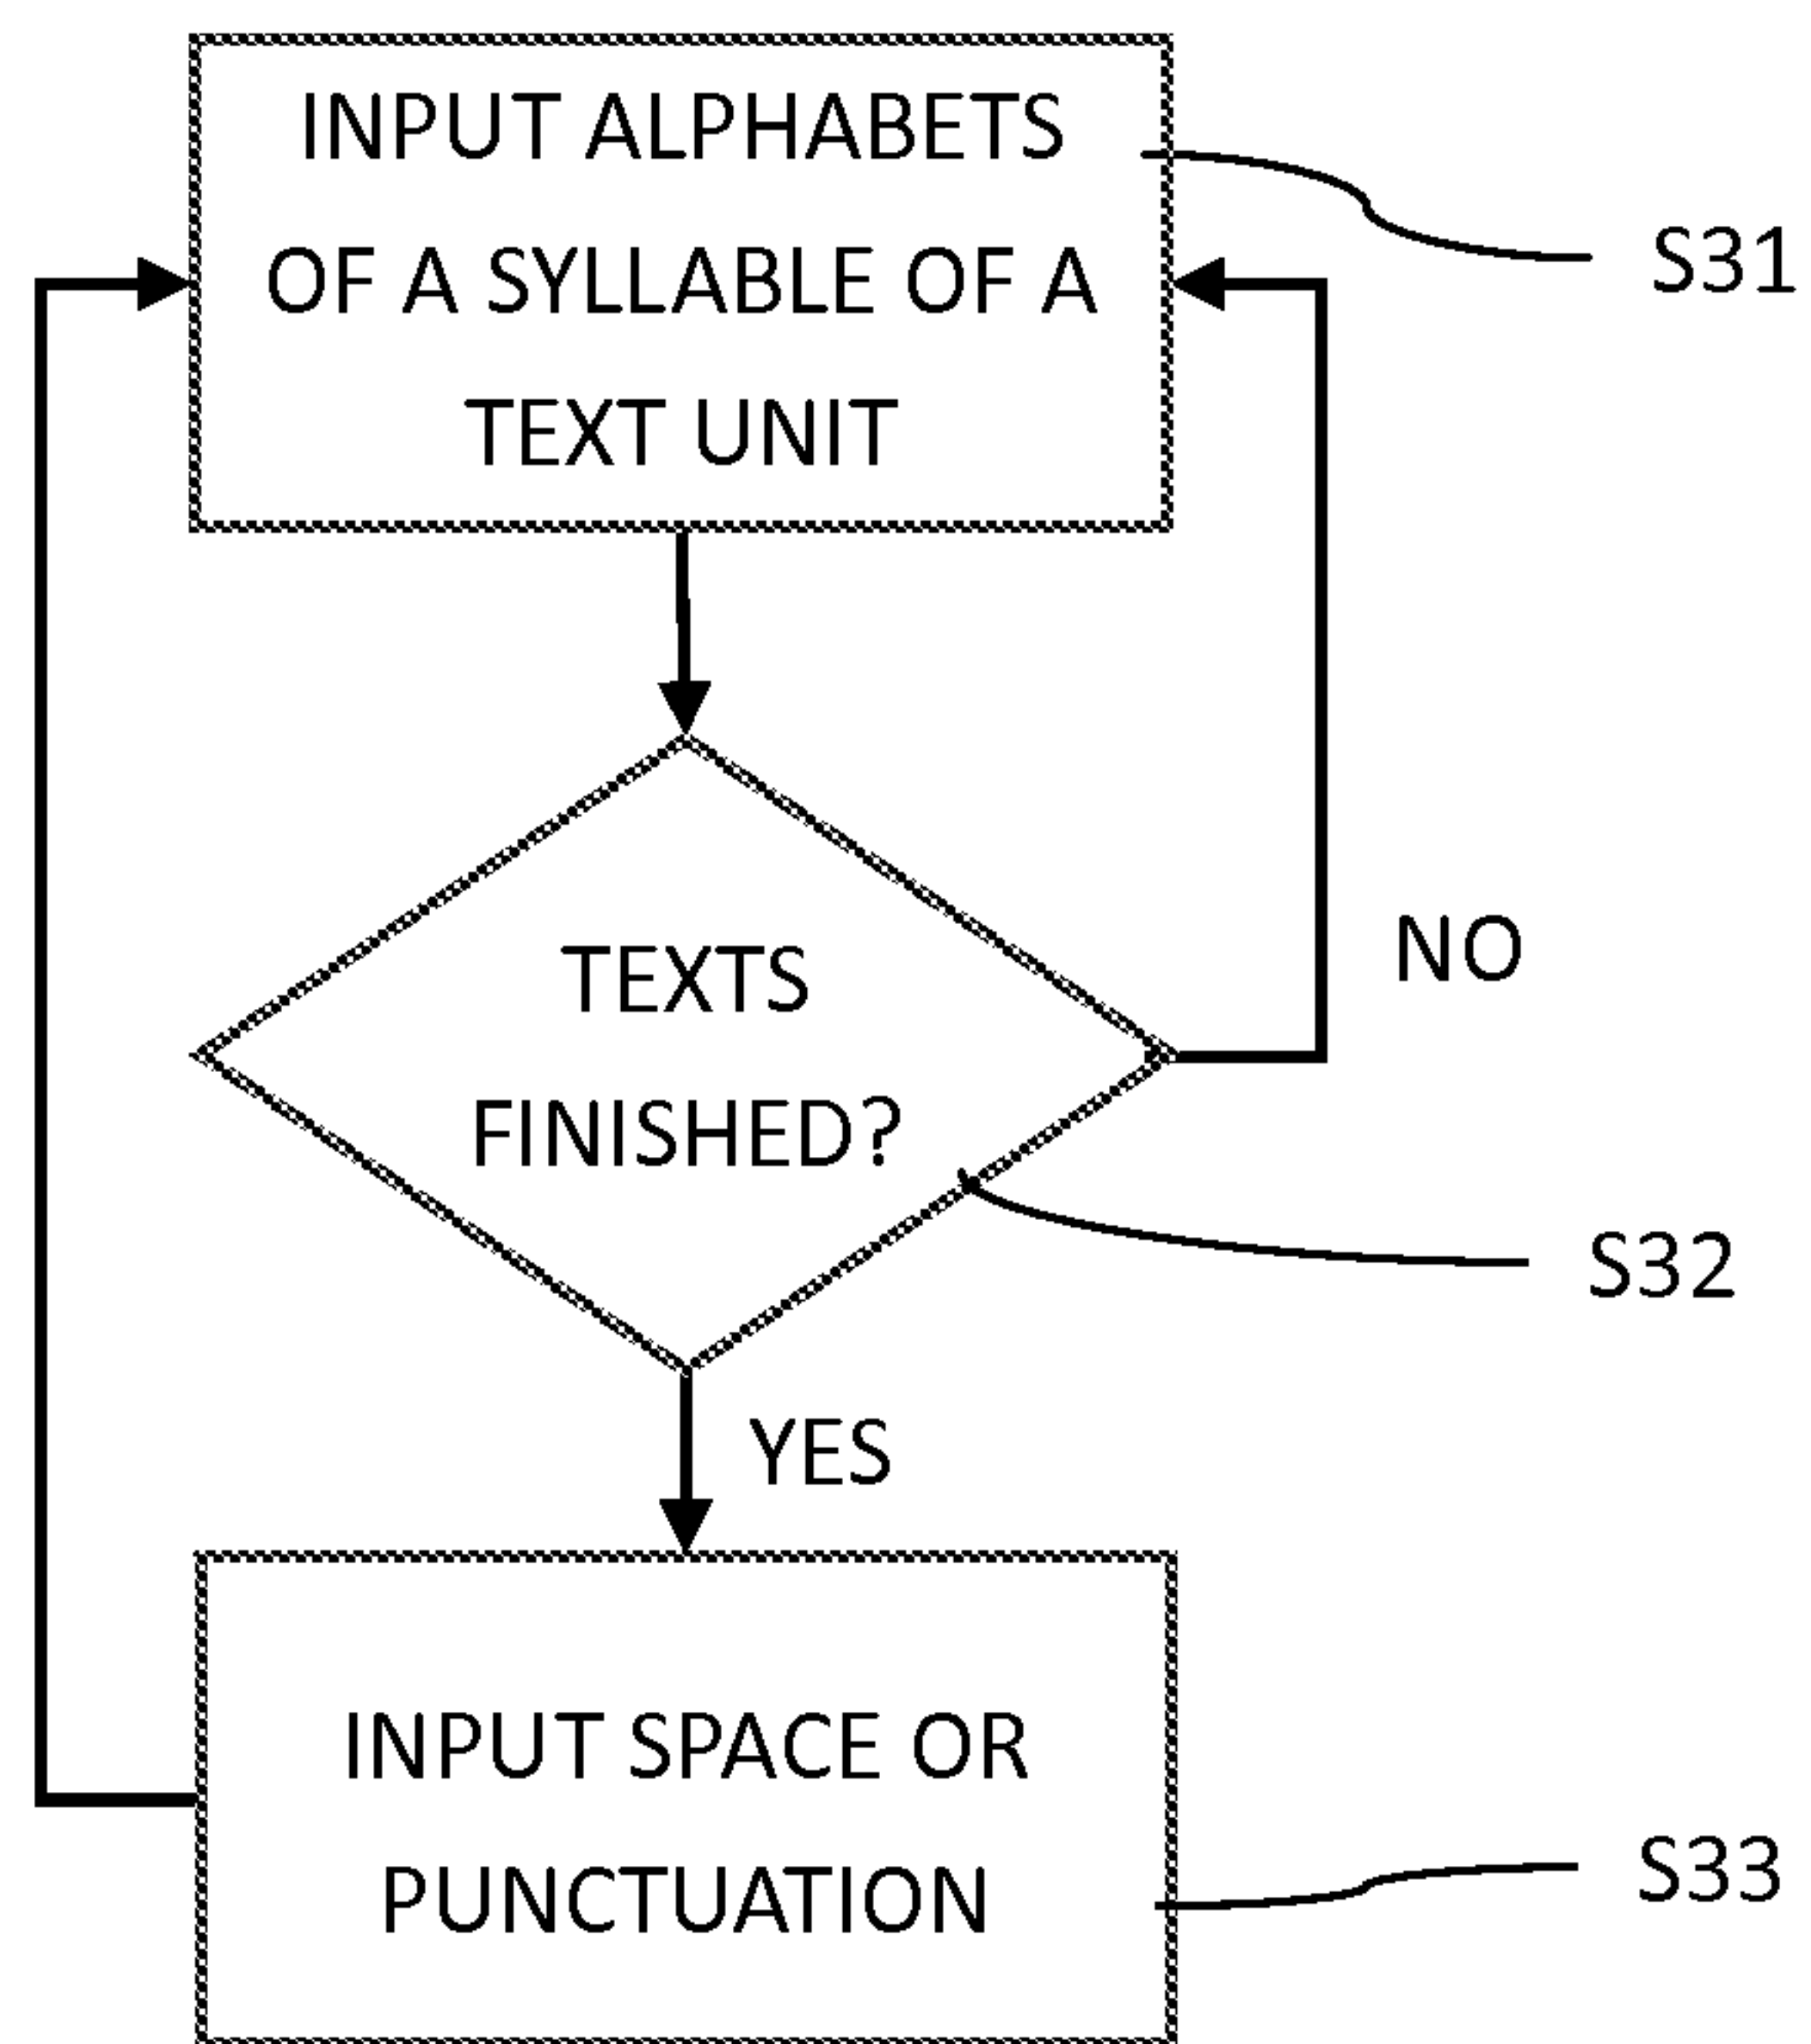 INPUT ALPHABETS
OF A SYLLABLE OF A
TEXT UNIT
S31
TEXTS
FINISHED?
NO
S32
YES
INPUT SPACE OR
PUNCTUATION
S33